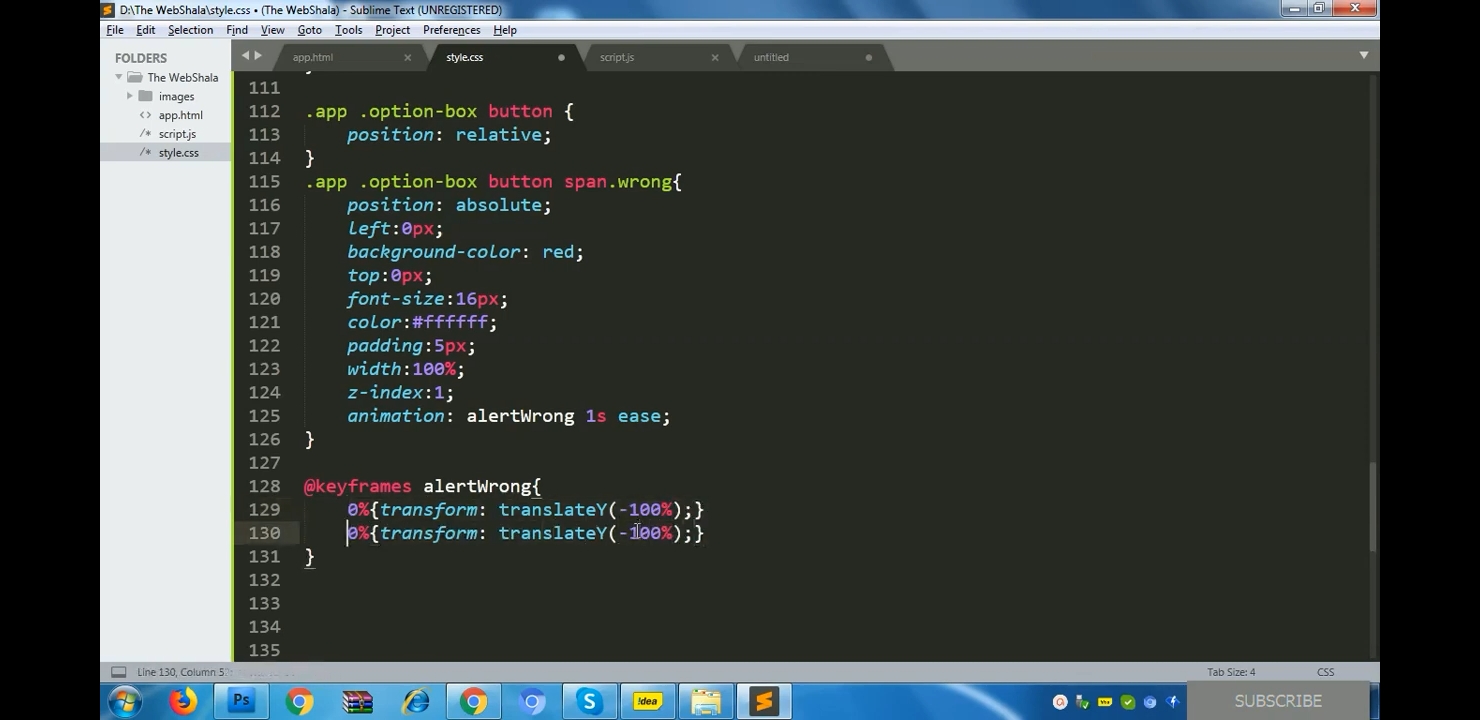 D:\The WebShala\style.css • (The WebShala) - Sublime Text (UNREGISTERED)
File Edit Selection Find View Goto Tools Project Preferences Help
FOLDERS
The WebShala
images
app.html
script.js
style.css
app.html style.css script.js untitled
111
112 .app .option-box button {
113 position: relative;
114 }
115 .app .option-box button span.wrong{
116 position: absolute;
117 left:0px;
118 background-color: red;
119 top:0px;
120 font-size:16px;
121 color:#ffffff;
122 padding:5px;
123 width:100%;
124 z-index:1;
125 animation: alertWrong 1s ease;
126 }
127
128 @keyframes alertWrong{
129 0%{transform: translateY(-100%);}
130 0%{transform: translateY(-100%);}
131 }
132
133
134
135
Line 130, Column 5 Tab Size: 4 CSS
Ps !dea SUBSCRIBE